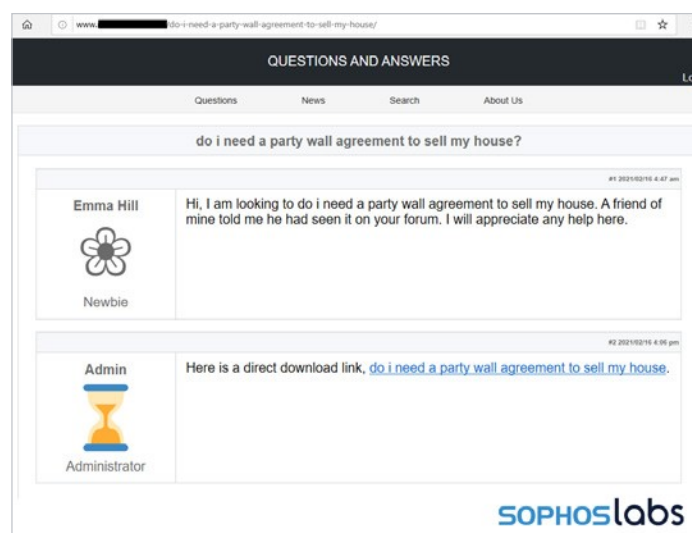 www.
/do-i-need-a-party-wall-agreement-to-sell-my-house/
QUESTIONS AND ANSWERS
Lo
Questions News Search About Us
do i need a party wall agreement to sell my house?
#1 2021/02/16 4:47 am
Emma Hill
Newbie
Hi, I am looking to do i need a party wall agreement to sell my house. A friend of
mine told me he had seen it on your forum. I will appreciate any help here.
#2 2021/02/16 4:06 pm
Admin
Administrator
Here is a direct download link, do i need a party wall agreement to sell my house.
SOPHOSlabs